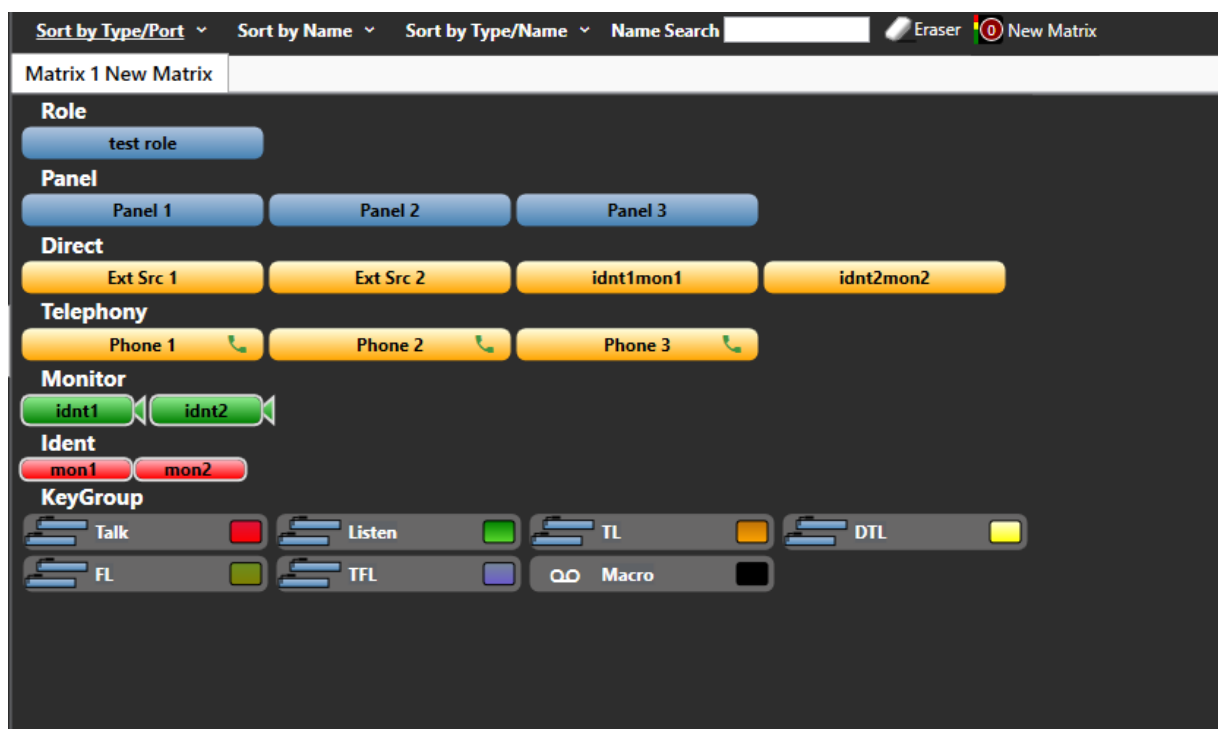 Sort by Type/Port Sort by Name Sort by Type/Name Name Search Eraser 0 New Matrix
Matrix 1 New Matrix
Role
test role
Panel
Panel 1 Panel 2 Panel 3
Direct
Ext Src 1 Ext Src 2 idnt1mon1 idnt2mon2
Telephony
Phone 1 Phone 2 Phone 3
Monitor
idnt1 idnt2
Ident
mon1 mon2
KeyGroup
Talk Listen TL DTL
FL TFL Macro